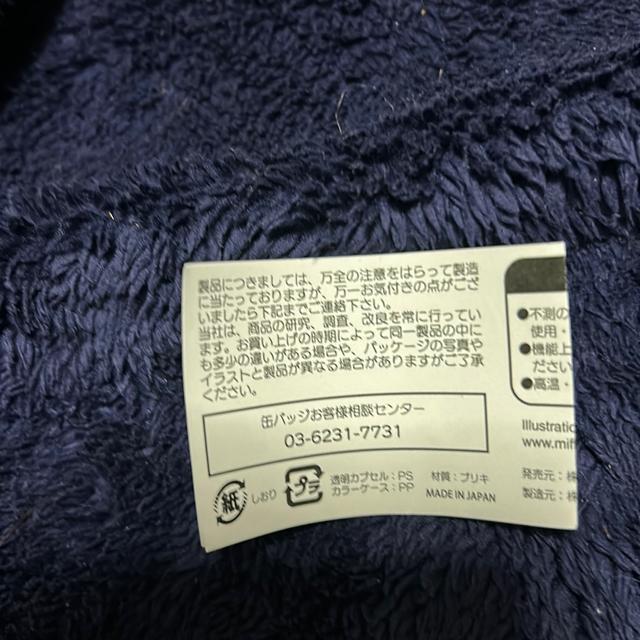 製品につきましては、万全の注意をはらって製造
に当たっておりますが、万一お気付きの点がござ
いましたら下記までご連絡下さい。
当社は、商品の研究、調査、改良を常に行ってい
ます。お買い上げの時期によって同一製品の中に
も多少の違いがある場合や、パッケージの写真や
イラストと製品が異なる場合がありますがご了承
ください。
缶バッジお客様相談センター
03-6231-7731
紙 しおり
プラ
透明カプセル：PS 材質：ブリキ
カラーケース：PP MADE IN JAPAN
●不測の
使用・
●機能上
ださい
●高温・
Illustratio
www.mif
発売元：株
製造元：株